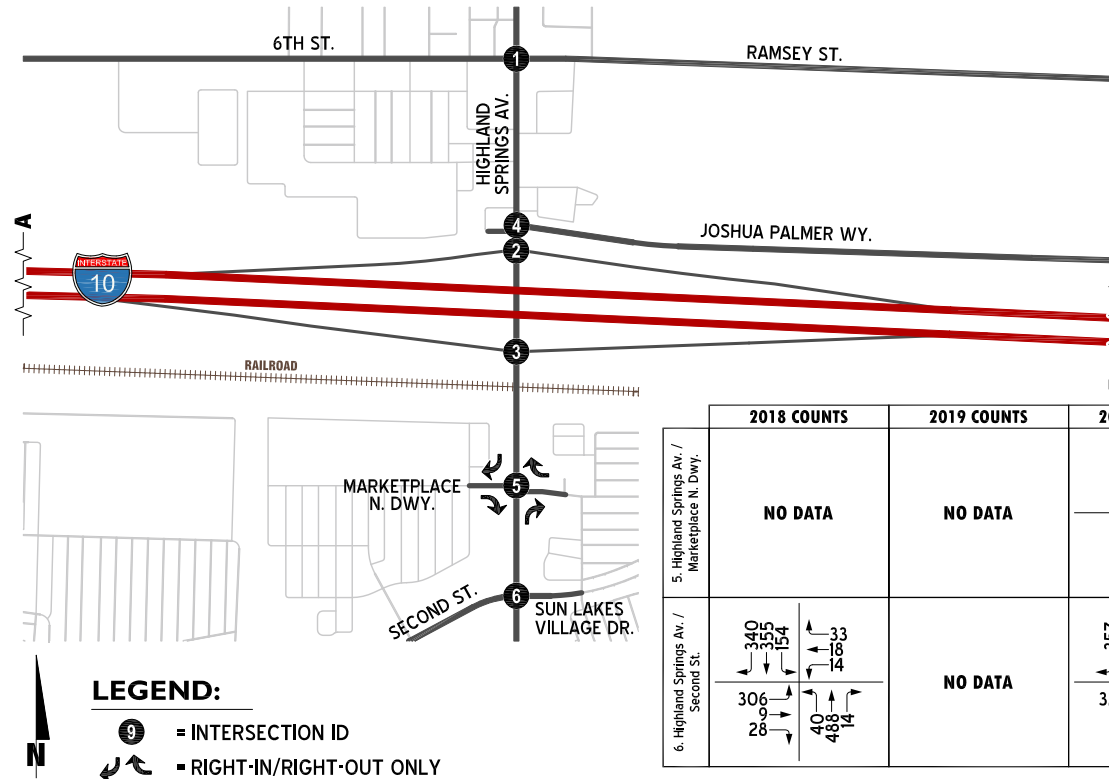 6TH ST.
1
RAMSEY ST.
HIGHLAND
SPRINGS AV.
4
JOSHUA PALMER WY.
2
A
INTERSTATE
10
3
RAILROAD
MARKETPLACE
N. DWY.
5
SECOND ST.
6
SUN LAKES
VILLAGE DR.
2018 COUNTS
2019 COUNTS
5. Highland Springs Av. /
Marketplace N. Dwy.
NO DATA
NO DATA
6. Highland Springs Av. /
Second St.
340
355
154
33
18
14
306
9
28
40
488
14
NO DATA
N
LEGEND:
9 = INTERSECTION ID
= RIGHT-IN/RIGHT-OUT ONLY